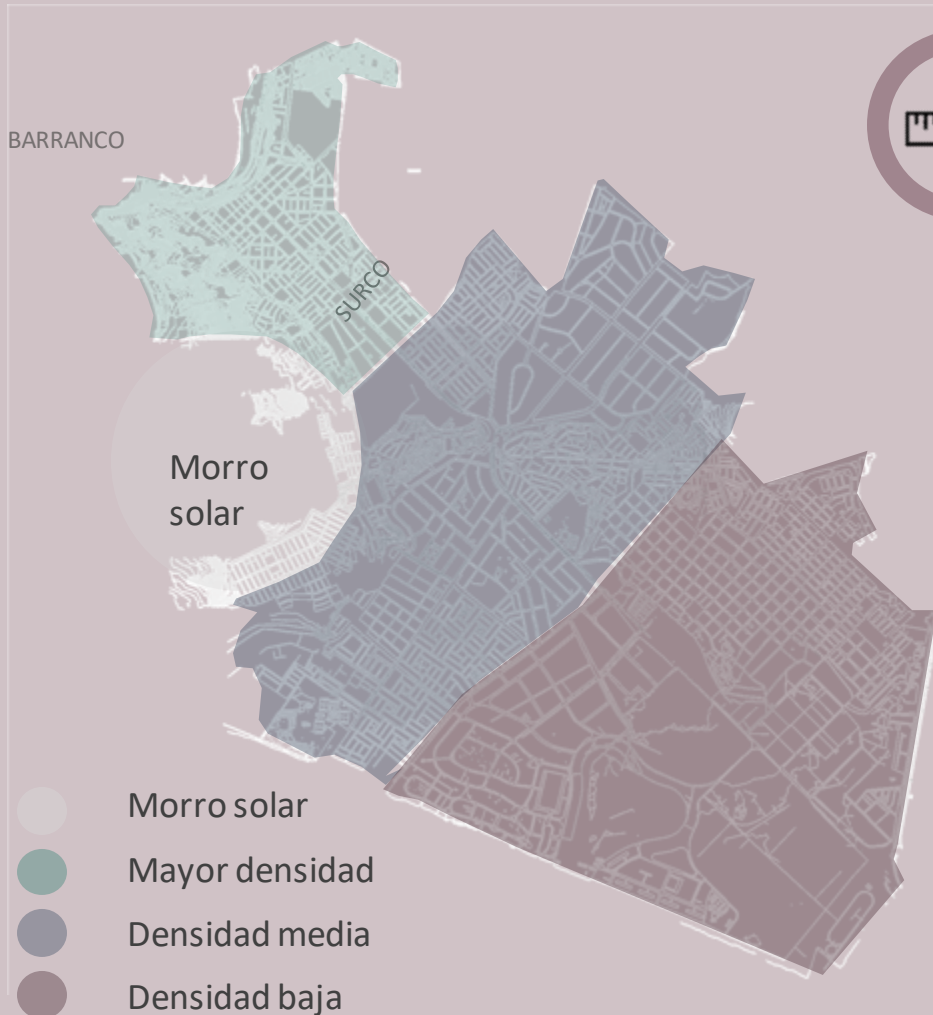 BARRANCO
SURCO
Morro
solar
Morro solar
Mayor densidad
Densidad media
Densidad baja